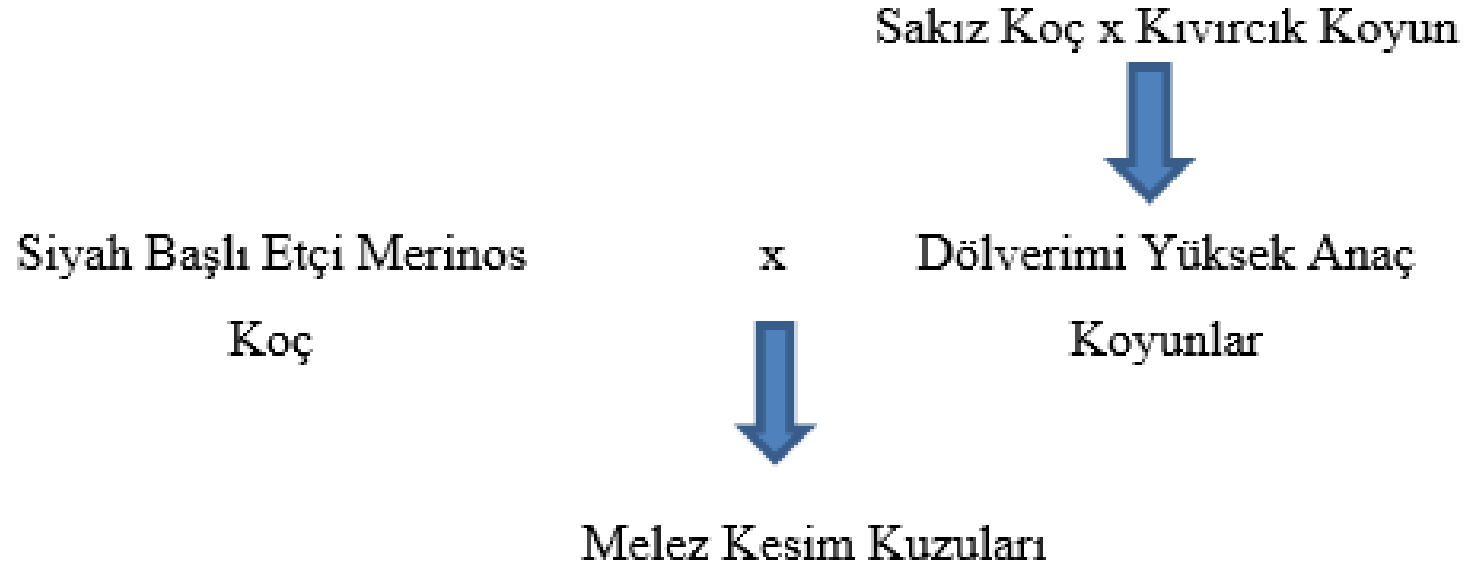 Sakız Koç x Kıvırcık Koyun
Siyah Başlı Etçi Merinos x Dölverimi Yüksek Anaç
Koç Koyunlar
Melez Kesim Kuzuları